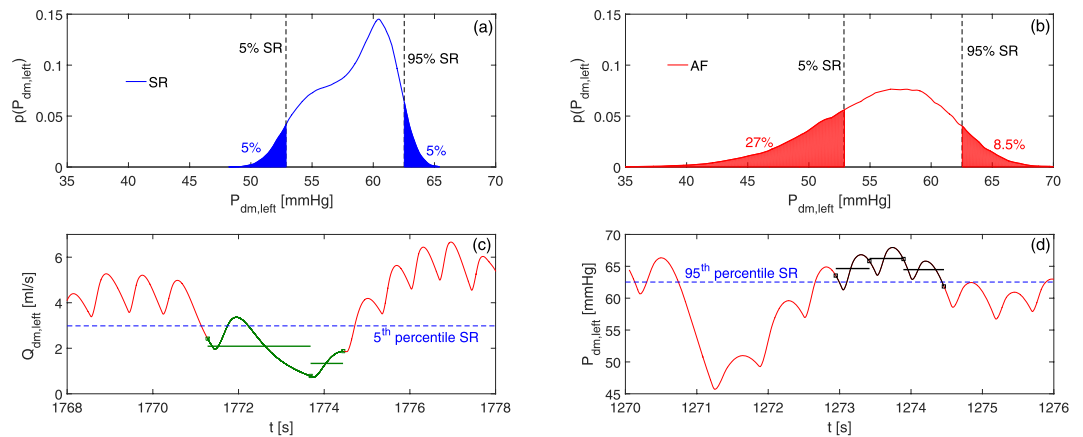 (a)
0.15
0.1
0.05
0
p(P_dm,left)
5% SR
95% SR
SR
5%
5%
35 40 45 50 55 60 65 70
P_dm,left [mmHg]
(b)
0.15
0.1
0.05
0
p(P_dm,left)
5% SR
95% SR
AF
27%
8.5%
35 40 45 50 55 60 65 70
P_dm,left [mmHg]
(c)
6
4
2
0
Q_dm,left [ml/s]
5th percentile SR
1768 1770 1772 1774 1776 1778
t [s]
(d)
70
65
60
55
50
45
P_dm,left [mmHg]
95th percentile SR
1270 1271 1272 1273 1274 1275 1276
t [s]